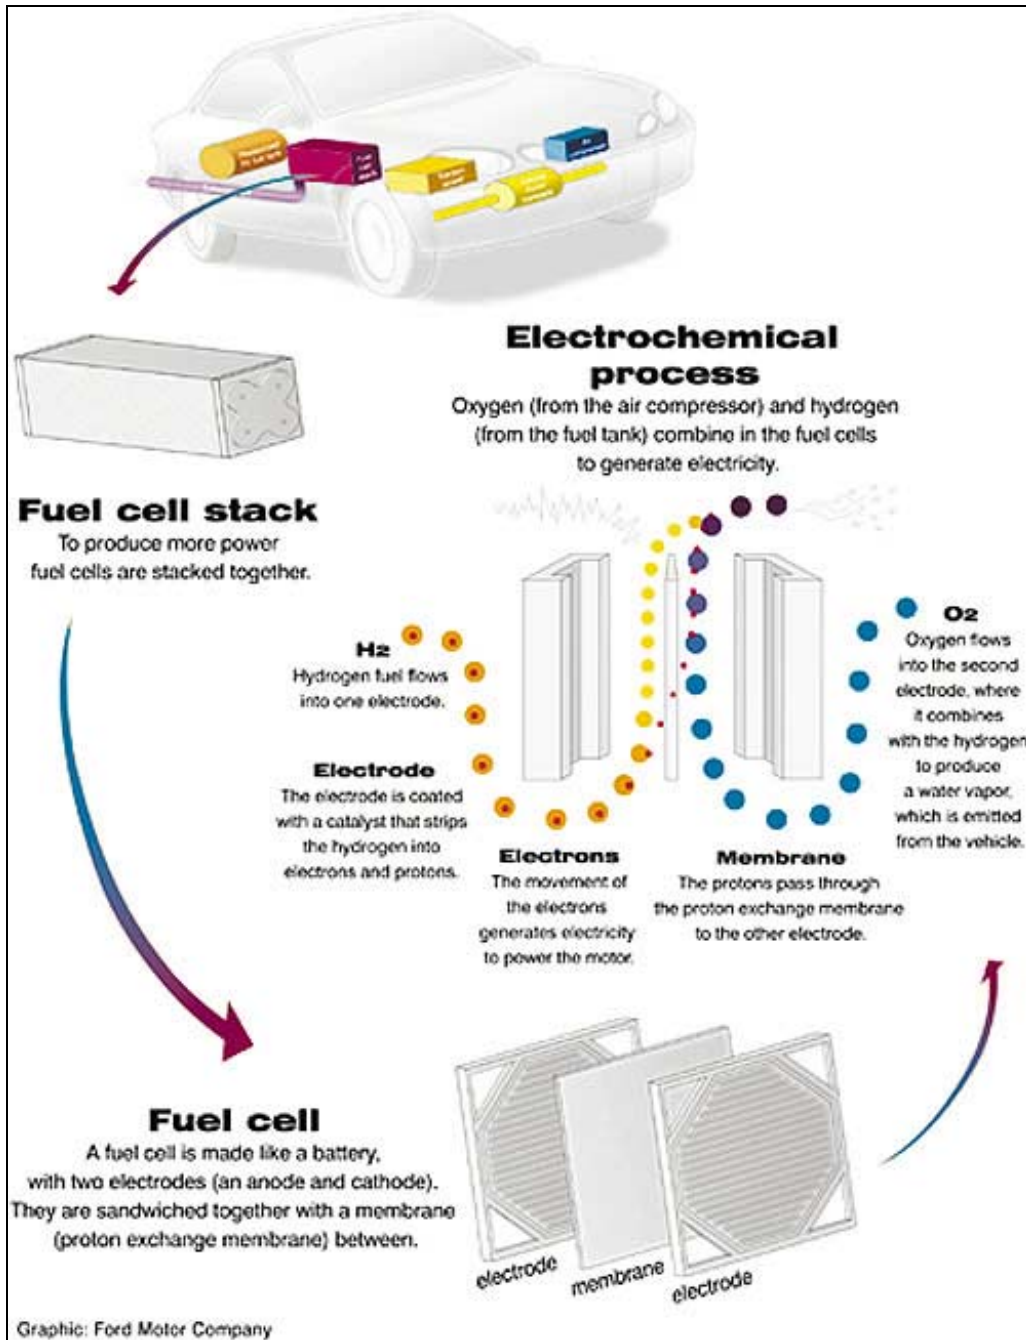 Fuel
cell
stack
Air
Electrochemical
process
Oxygen (from the air compressor) and hydrogen
(from the fuel tank) combine in the fuel cells
to generate electricity.
Fuel cell stack
To produce more power
fuel cells are stacked together.
H2
Hydrogen fuel flows
into one electrode.
Electrode
The electrode is coated
with a catalyst that strips
the hydrogen into
electrons and protons.
Electrons
The movement of
the electrons
generates electricity
to power the motor.
Membrane
The protons pass through
the proton exchange membrane
to the other electrode.
O2
Oxygen flows
into the second
electrode, where
it combines
with the hydrogen
to produce
a water vapor,
which is emitted
from the vehicle.
Fuel cell
A fuel cell is made like a battery,
with two electrodes (an anode and cathode).
They are sandwiched together with a membrane
(proton exchange membrane) between.
electrode
membrane
electrode
Graphic: Ford Motor Company